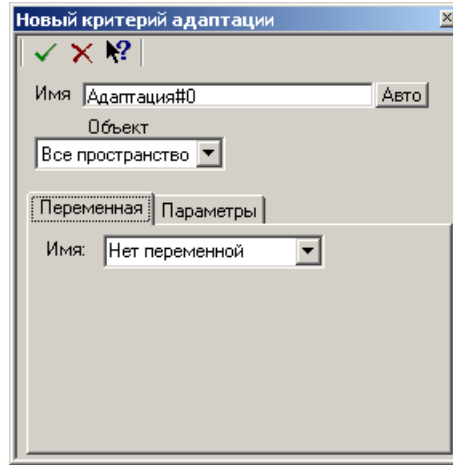 Новый критерий адаптации
Имя Адаптация#0 Авто
Объект
Все пространство
Переменная Параметры
Имя: Нет переменной